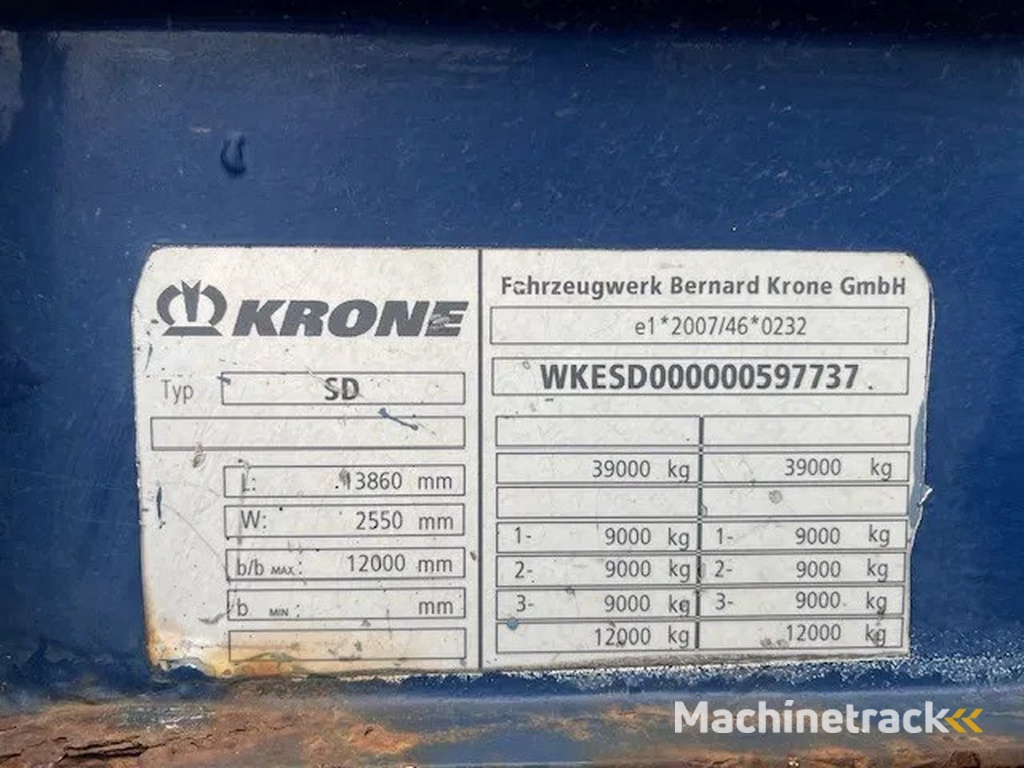 KRONE
Typ SD
L: 13860 mm
W: 2550 mm
b/b MAX: 12000 mm
b MIN: mm
Fahrzeugwerk Bernard Krone GmbH
e1*2007/46*0232
WKESD000000597737
39000 kg 39000 kg
1- 9000 kg 1- 9000 kg
2- 9000 kg 2- 9000 kg
3- 9000 kg 3- 9000 kg
12000 kg 12000 kg
Machinetrack